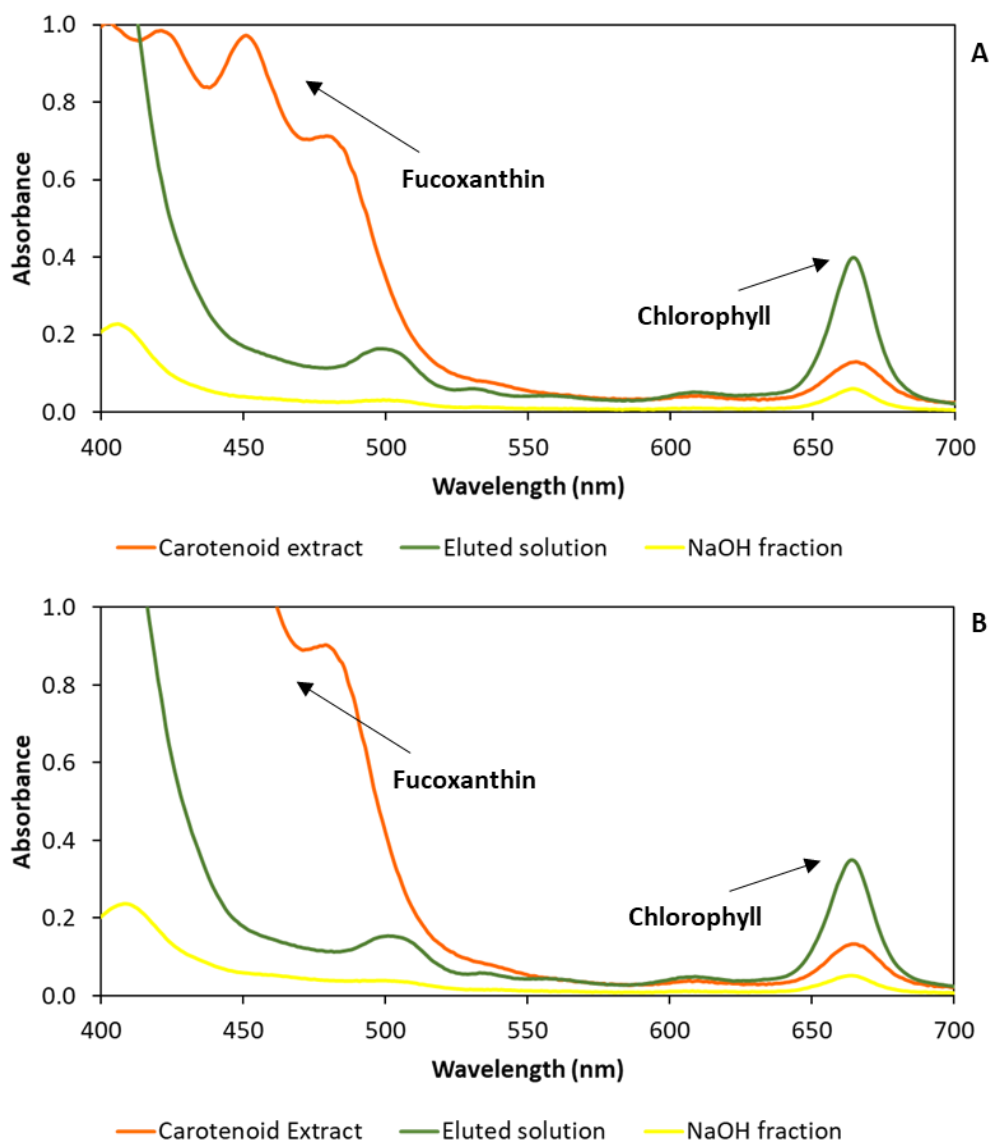 A
1.0
0.8
0.6
0.4
0.2
0.0
Absorbance
Fucoxanthin
Chlorophyll
400 450 500 550 600 650 700
Wavelength (nm)
Carotenoid extract Eluted solution NaOH fraction
B
1.0
0.8
0.6
0.4
0.2
0.0
Absorbance
Fucoxanthin
Chlorophyll
400 450 500 550 600 650 700
Wavelength (nm)
Carotenoid Extract Eluted solution NaOH fraction